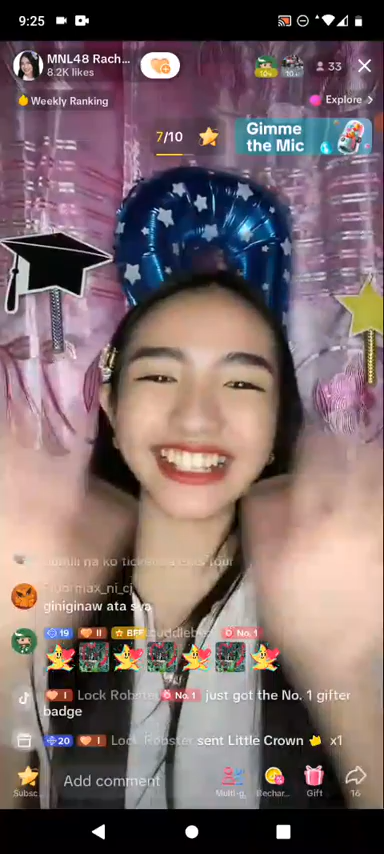 9:25
MNL48 Rach...
8.2K likes
33
Weekly Ranking
Explore >
7/10
Gimme
the Mic
giniginaw ata sya
19 II BFF cuddlebe No. 1
I Lock Robster No.1 just got the No. 1 gifter
badge
20 I Lock Robster sent Little Crown x1
Add comment
Subsc...
Multi-g..
Rechar...
Gift
16